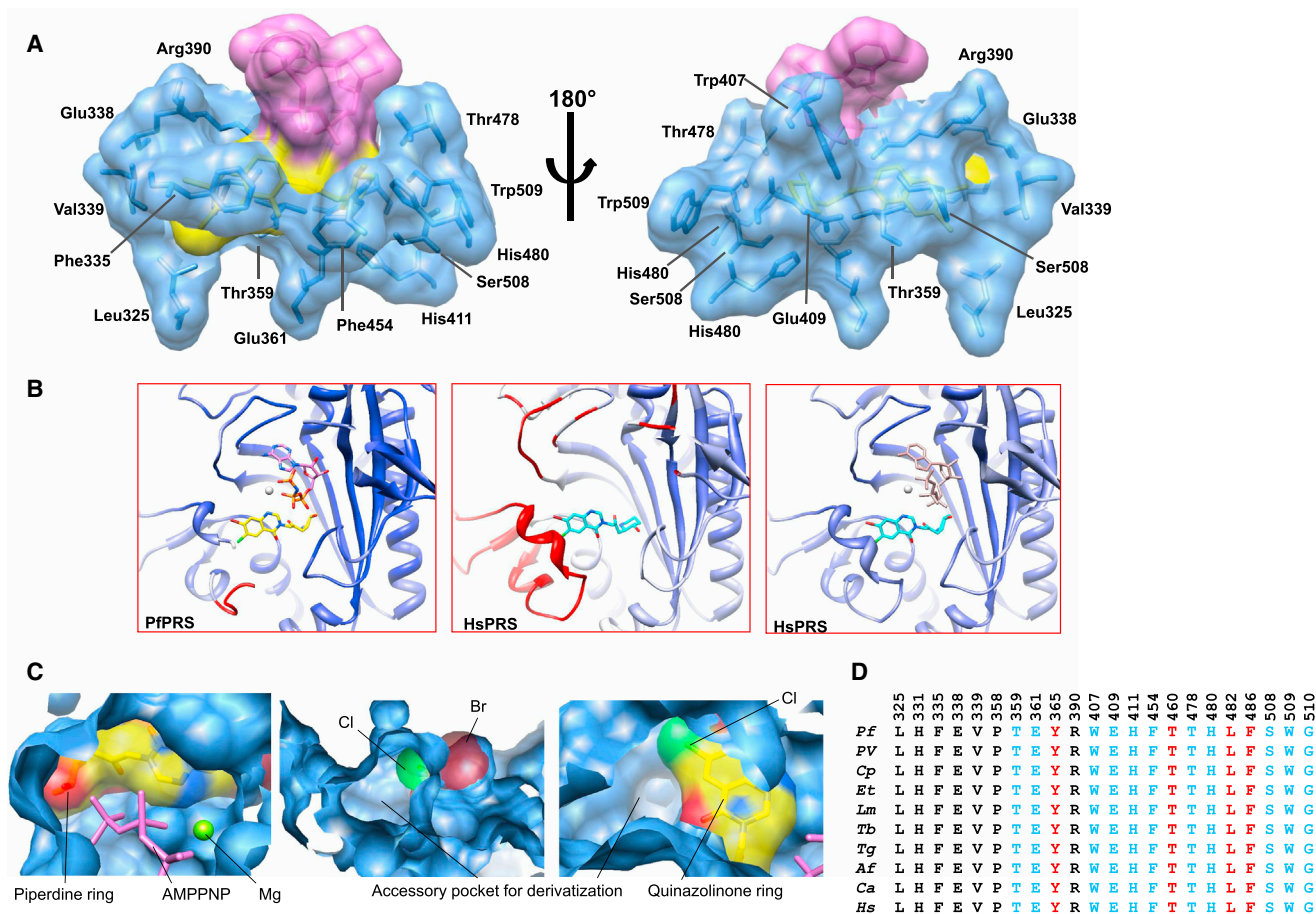 A
Arg390
Glu338
Val339
Phe335
Leu325
Thr359
Glu361
Phe454
His411
Ser508
His480
Trp509
Thr478
180°
Trp407
Thr478
Trp509
His480
Ser508
His480
Glu409
Thr359
Leu325
Ser508
Val339
Glu338
Arg390
B
PfPRS
HsPRS
HsPRS
C
Piperdine ring
AMPPNP
Mg
Cl
Br
Accessory pocket for derivatization
Cl
Quinazolinone ring
D
325 331 335 338 339 358 359 361 365 390 407 409 411 454 460 478 480 482 486 508 509 510
Pf L H F E V P T E Y R W E H F T T H L F S W G
PV L H F E V P T E Y R W E H F T T H L F S W G
Cp L H F E V P T E Y R W E H F T T H L F S W G
Et L H F E V P T E Y R W E H F T T H L F S W G
Lm L H F E V P T E Y R W E H F T T H L F S W G
Tb L H F E V P T E Y R W E H F T T H L F S W G
Tg L H F E V P T E Y R W E H F T T H L F S W G
Af L H F E V P T E Y R W E H F T T H L F S W G
Ca L H F E V P T E Y R W E H F T T H L F S W G
Hs L H F E V P T E Y R W E H F T T H L F S W G